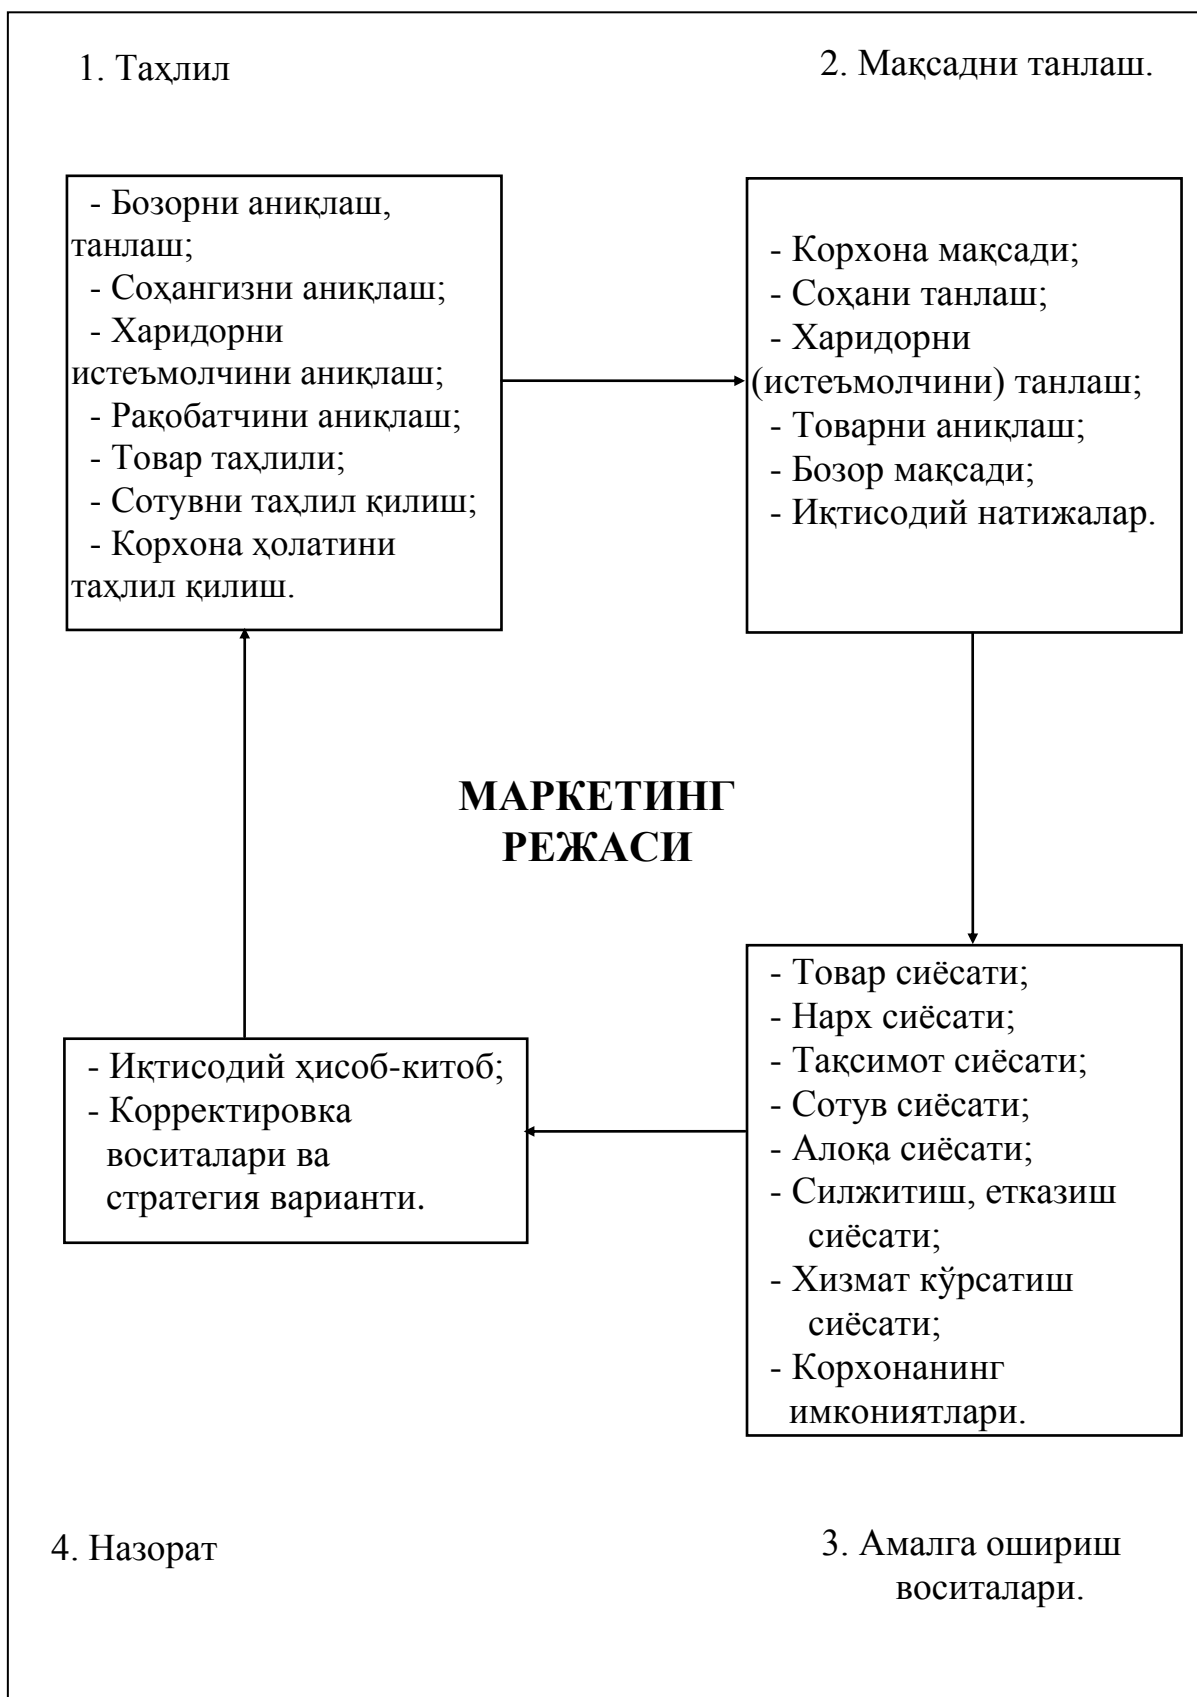 1. Таҳлил
2. Мақсадни танлаш.
- Бозорни аниқлаш,
танлаш;
- Соҳангизни аниқлаш;
- Харидорни
истеъмолчини аниқлаш;
- Рақобатчини аниқлаш;
- Товар таҳлили;
- Сотувни таҳлил қилиш;
- Корхона ҳолатини
таҳлил қилиш.
- Корхона мақсади;
- Соҳани танлаш;
- Харидорни
(истеъмолчини) танлаш;
- Товарни аниқлаш;
- Бозор мақсади;
- Иқтисодий натижалар.
МАРКЕТИНГ
РЕЖАСИ
- Товар сиёсати;
- Нарх сиёсати;
- Тақсимот сиёсати;
- Сотув сиёсати;
- Алоқа сиёсати;
- Силжитиш, етказиш
сиёсати;
- Хизмат кўрсатиш
сиёсати;
- Корхонанинг
имкониятлари.
- Иқтисодий ҳисоб-китоб;
- Корректировка
воситалари ва
стратегия варианти.
4. Назорат
3. Амалга ошириш
воситалари.